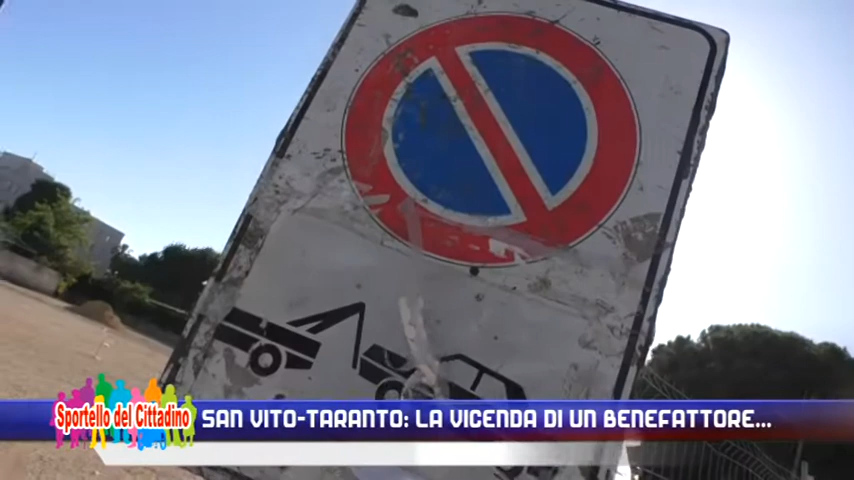 Sportello del Cittadino
SAN VITO-TARANTO: LA VICENDA DI UN BENEFATTORE...